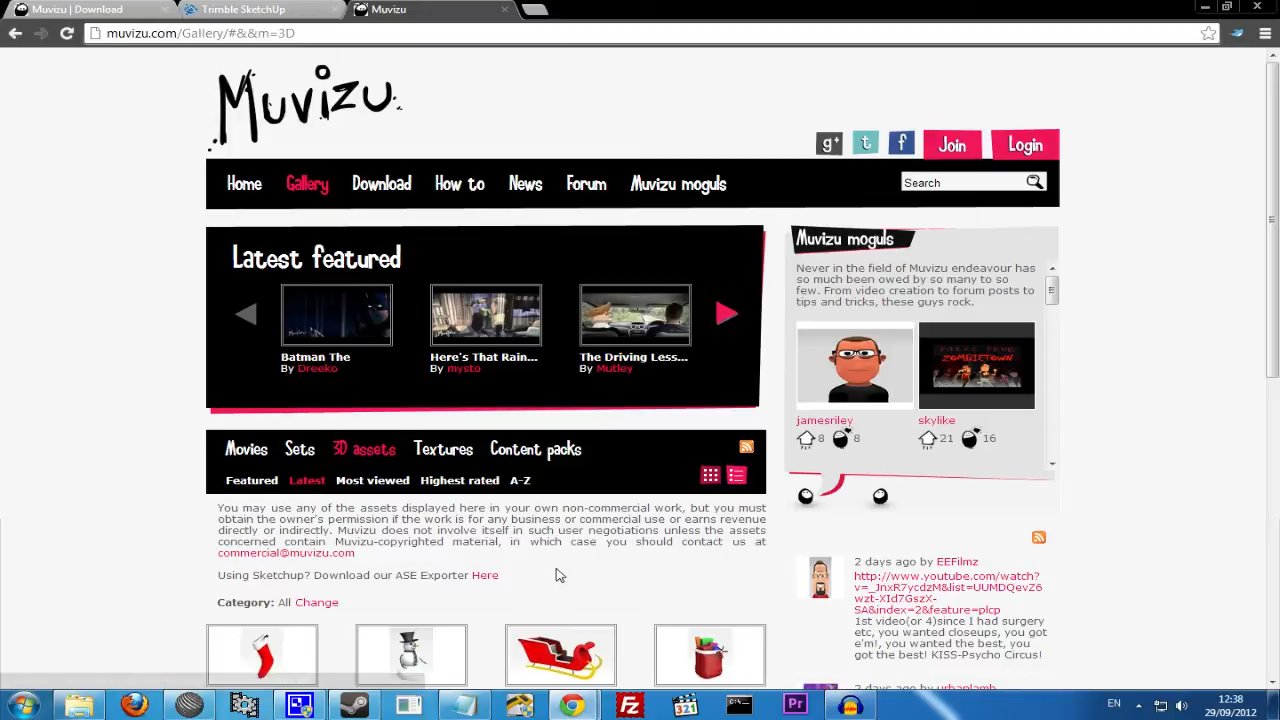 Muvizu | Download
Trimble SketchUp
Muvizu
muvizu.com/Gallery/#&&m=3D
Muvizu
g+ t f Join Login
Home Gallery Download How to News Forum Muvizu moguls Search
Latest featured
Batman The
By Dreeko
Here's That Rain...
By mysto
The Driving Less...
By Mutley
Muvizu moguls
Never in the field of Muvizu endeavour has
so much been owed by so many to so
few. From video creation to forum posts to
tips and tricks, these guys rock.
ZOMBIETOWN
jamesriley
8 8
skylike
21 16
Movies Sets 3D assets Textures Content packs
Featured Latest Most viewed Highest rated A-Z
You may use any of the assets displayed here in your own non-commercial work, but you must
obtain the owner's permission if the work is for any business or commercial use or earns revenue
directly or indirectly. Muvizu does not involve itself in such user negotiations unless the assets
concerned contain Muvizu-copyrighted material, in which case you should contact us at
commercial@muvizu.com
Using Sketchup? Download our ASE Exporter Here
Category: All Change
2 days ago by EEFilmz
http://www.youtube.com/watch?
v=_JnxR7ycdzM&list=UUMDQevZ6
wzt-XId7GszX-
SA&index=2&feature=plcp
1st video(or 4)since I had surgery
etc, you wanted closeups, you got
e'm!, you wanted the best, you
got the best! KISS-Psycho Circus!
2 days ago by urbanlamb
Fz
321
C:\
Pr
EN
12:38
29/09/2012